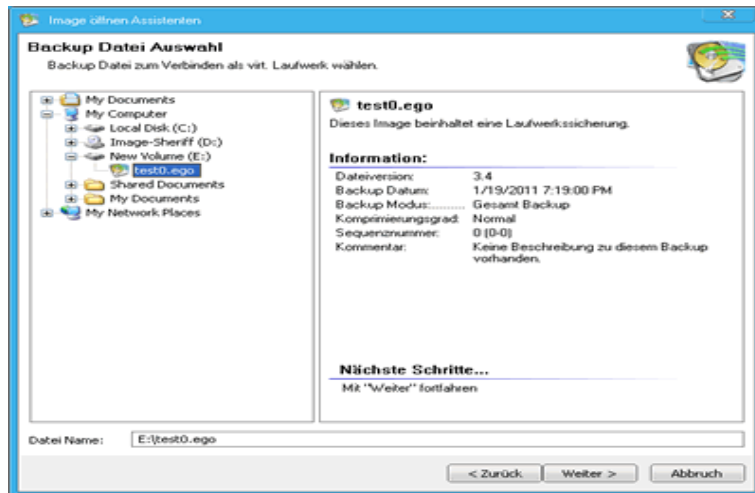 Image öffnen Assistenten
Backup Datei Auswahl
Backup Datei zum Verbinden als virt. Laufwerk wählen.
My Documents
My Computer
Local Disk (C:)
Image-Sheriff (D:)
New Volume (E:)
test0.ego
Shared Documents
My Documents
My Network Places
test0.ego
Dieses Image beinhaltet eine Laufwerkssicherung.
Information:
Dateiversion: 3.4
Backup Datum: 1/19/2011 7:19:00 PM
Backup Modus:......... Gesamt Backup
Komprimierungsgrad: Normal
Sequenznummer: 0 (0-0)
Kommentar: Keine Beschreibung zu diesem Backup
vorhanden.
Nächste Schritte...
Mit "Weiter" fortfahren
Datei Name: E:\test0.ego
< Zurück Weiter > Abbruch